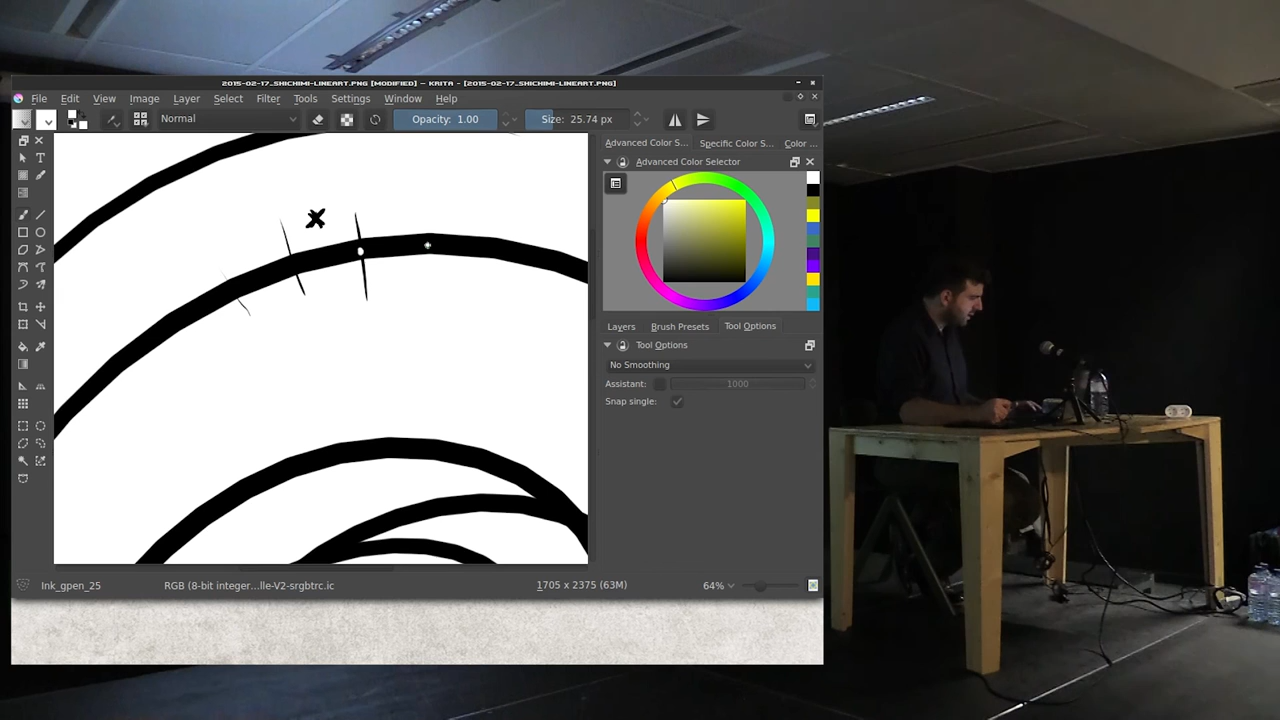 2015-02-17_SHICHIMI-LINEART.PNG [MODIFIED] – KRITA - [2015-02-17_SHICHIMI-LINEART.PNG]
File Edit View Image Layer Select Filter Tools Settings Window Help
Normal Opacity: 1.00 Size: 25.74 px
Advanced Color S... Specific Color S... Color ...
Advanced Color Selector
Layers Brush Presets Tool Options
Tool Options
No Smoothing
Assistant: 1000
Snap single:
Ink_gpen_25 RGB (8-bit integer...lle-V2-srgbtrc.ic 1705 x 2375 (63M) 64%